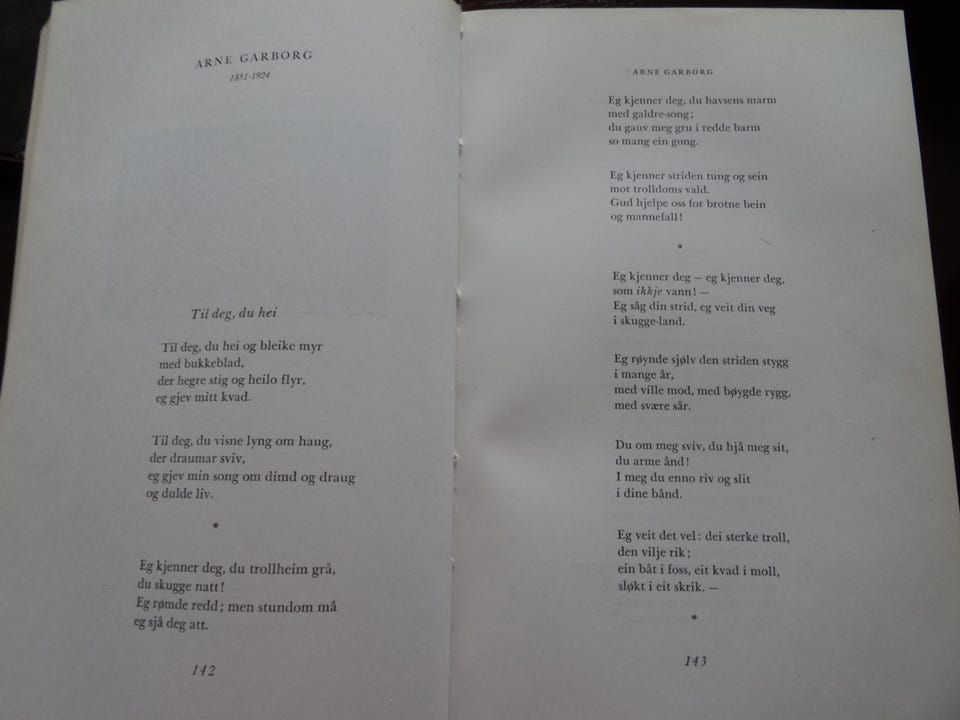 ARNE GARBORG
1851-1924
Til deg, du hei
Til deg, du hei og bleike myr
med bukkeblad,
der hegre stig og heilo flyr,
eg gjev mitt kvad.
Til deg, du visne lyng om haug,
der draumar sviv,
eg gjev min song om dimd og draug
og dulde liv.
*
Eg kjenner deg, du trollheim grå,
du skugge natt!
Eg rømde redd; men stundom må
eg sjå deg att.
142
ARNE GARBORG
Eg kjenner deg, du havsens marm
med galdre-song;
du gauv meg gru i redde barm
so mang ein gong.
Eg kjenner striden tung og sein
mot trolldoms vald.
Gud hjelpe oss for brotne bein
og mannefall!
*
Eg kjenner deg — eg kjenner deg,
som ikkje vann! —
Eg såg din strid, eg veit din veg
i skugge-land.
Eg røynde sjølv den striden stygg
i mange år,
med ville mod, med bøygde rygg,
med svære sår.
Du om meg sviv, du hjå meg sit,
du arme ånd!
I meg du enno riv og slit
i dine bånd.
Eg veit det vel: dei sterke troll,
den vilje rik;
ein båt i foss, eit kvad i moll,
sløkt i eit skrik. —
*
143